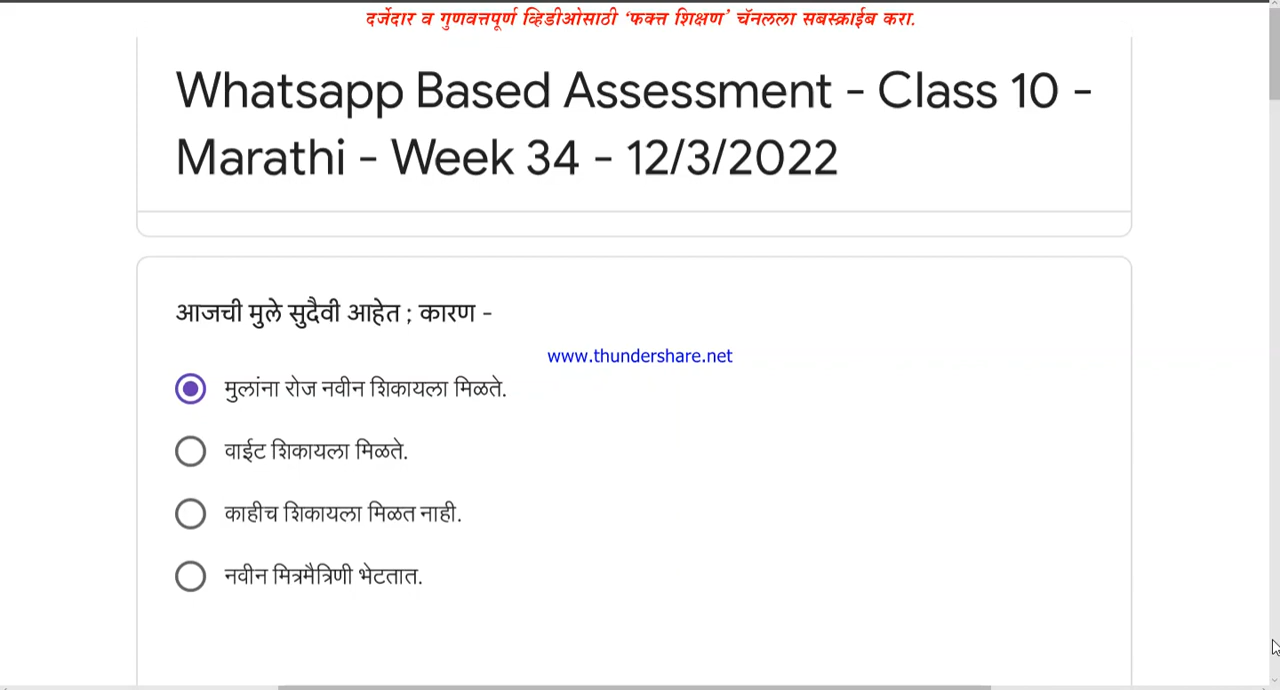 दर्जेदार व गुणवत्तपूर्ण व्हिडीओसाठी ‘फक्त शिक्षण’ चॅनलला सबस्क्राईब करा.
Whatsapp Based Assessment - Class 10 -
Marathi - Week 34 - 12/3/2022
आजची मुले सुदैवी आहेत ; कारण -
www.thundershare.net
मुलांना रोज नवीन शिकायला मिळते.
वाईट शिकायला मिळते.
काहीच शिकायला मिळत नाही.
नवीन मित्रमैत्रिणी भेटतात.